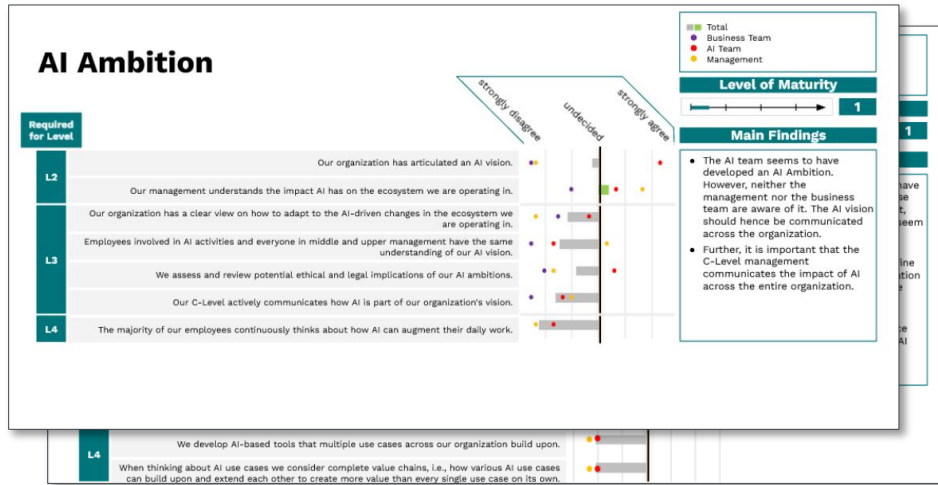 AI Ambition
Total
Business Team
AI Team
Management
Level of Maturity
1
Main Findings
• The AI team seems to have
developed an AI Ambition.
However, neither the
management nor the business
team are aware of it. The AI vision
should hence be communicated
across the organization.
• Further, it is important that the
C-Level management
communicates the impact of AI
across the entire organization.
strongly disagree
undecided
strongly agree
Required
for Level
L2
Our organization has articulated an AI vision.
Our management understands the impact AI has on the ecosystem we are operating in.
L3
Our organization has a clear view on how to adapt to the AI-driven changes in the ecosystem we
are operating in.
Employees involved in AI activities and everyone in middle and upper management have the same
understanding of our AI vision.
We assess and review potential ethical and legal implications of our AI ambitions.
Our C-Level actively communicates how AI is part of our organization's vision.
L4
The majority of our employees continuously thinks about how AI can augment their daily work.
1
AI
L4
We develop AI-based tools that multiple use cases across our organization build upon.
When thinking about AI use cases we consider complete value chains, i.e., how various AI use cases
can build upon and extend each other to create more value than every single use case on its own.